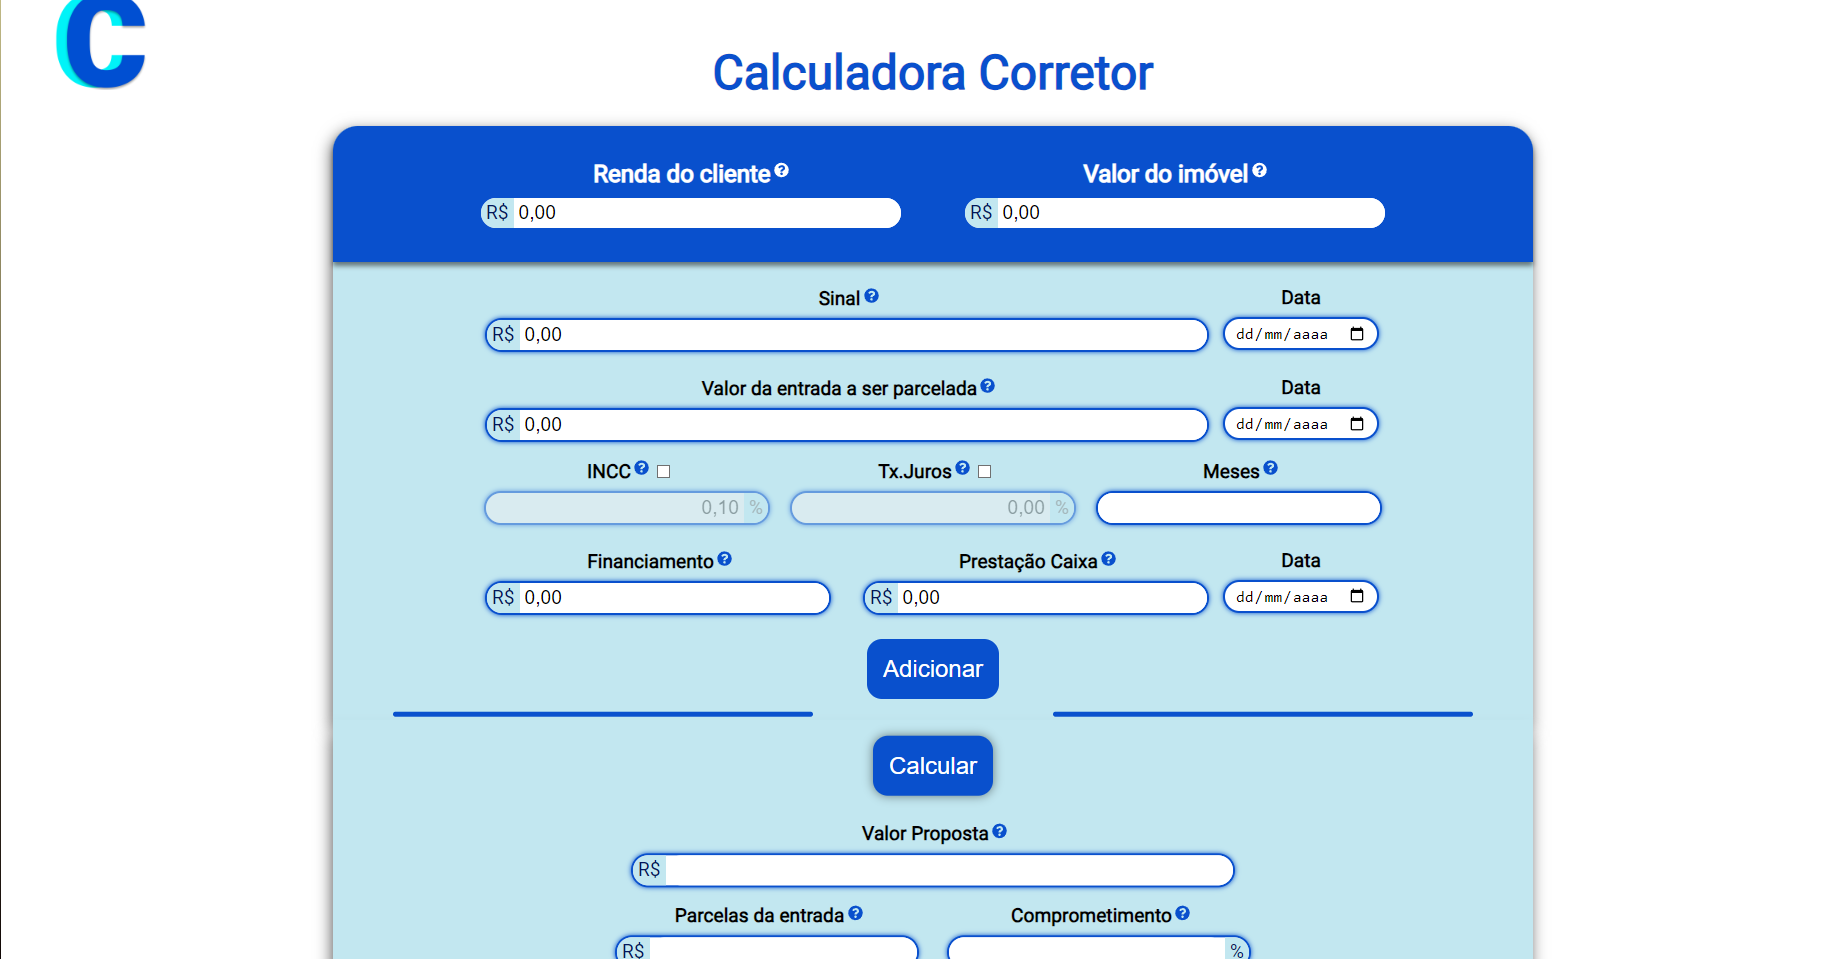 C
Calculadora Corretor
Renda do cliente ? Valor do imóvel ?
R$ 0,00 R$ 0,00
Sinal ? Data
R$ 0,00 dd/mm/aaaa
Valor da entrada a ser parcelada ? Data
R$ 0,00 dd/mm/aaaa
INCC ? Tx.Juros ? Meses ?
0,10 % 0,00 %
Financiamento ? Prestação Caixa ? Data
R$ 0,00 R$ 0,00 dd/mm/aaaa
Adicionar
Calcular
Valor Proposta ?
R$
Parcelas da entrada ? Comprometimento ?
R$ %